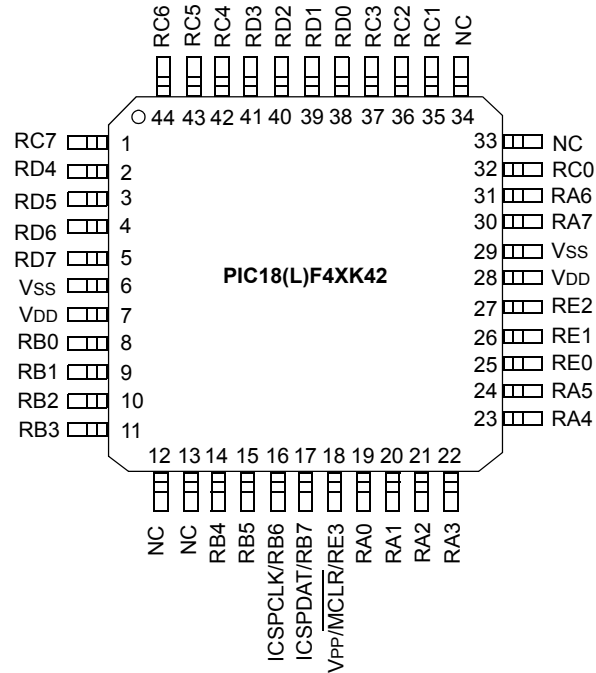 RC6
RC5
RC4
RD3
RD2
RD1
RD0
RC3
RC2
RC1
NC
44 43 42 41 40 39 38 37 36 35 34
RC7 1
RD4 2
RD5 3
RD6 4
RD7 5
VSS 6
VDD 7
RB0 8
RB1 9
RB2 10
RB3 11
PIC18(L)F4XK42
33 NC
32 RC0
31 RA6
30 RA7
29 VSS
28 VDD
27 RE2
26 RE1
25 RE0
24 RA5
23 RA4
12 13 14 15 16 17 18 19 20 21 22
NC
NC
RB4
RB5
ICSPCLK/RB6
ICSPDAT/RB7
VPP/MCLR/RE3
RA0
RA1
RA2
RA3